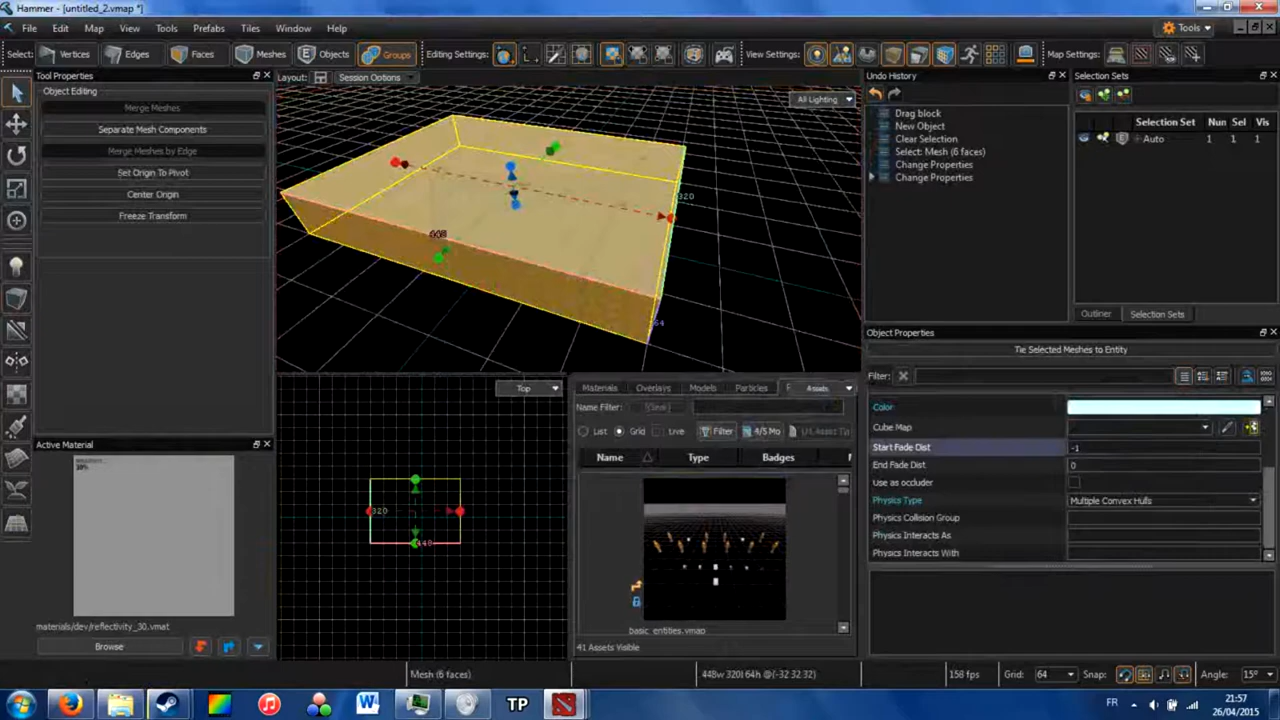 Hammer - [untitled_2.vmap *]
File Edit Map View Tools Prefabs Window Help
Tools
Select: Vertices Edges Faces Meshes Objects Groups Editing Settings: View Settings: Map Settings:
Tool Properties
Object Editing
Merge Meshes
Separate Mesh Components
Merge Meshes by Edge
Set Origin To Pivot
Center Origin
Freeze Transform
Active Material
materials/dev/reflectivity_30.vmat
Browse
Layout: Session Options
All Lighting
320
448
64
Top
320
448
Materials Overlays Models Particles Assets
Name Filter:
List Grid Live Filter 4/5 Mo
Name Type Badges
basic_entities.vmap
41 Assets Visible
Undo History
Drag block
New Object
Clear Selection
Select: Mesh (6 faces)
Change Properties
Change Properties
Selection Sets
Selection Set Num Sel Vis
Auto 1 1 1
Outliner Selection Sets
Object Properties
Tie Selected Meshes to Entity
Filter:
Color
Cube Map
Start Fade Dist -1
End Fade Dist 0
Use as occluder
Physics Type Multiple Convex Hulls
Physics Collision Group
Physics Interacts As
Physics Interacts With
Mesh (6 faces) 448w 320l 64h @(-32 32 32) 158 fps Grid: 64 Snap: Angle: 15°
TP
FR
21:57
26/04/2015